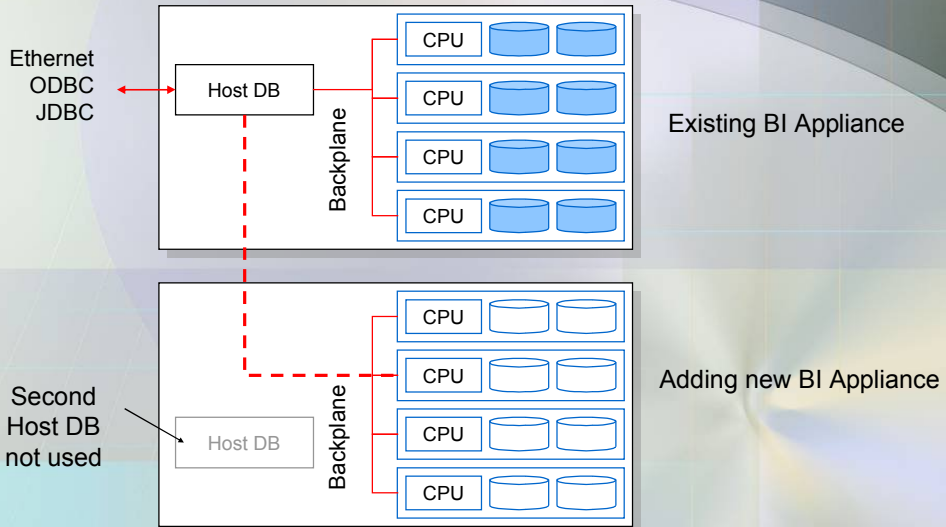 Ethernet
ODBC
JDBC
Host DB
Backplane
CPU
CPU
CPU
CPU
Existing BI Appliance
Second
Host DB
not used
Host DB
Backplane
CPU
CPU
CPU
CPU
Adding new BI Appliance